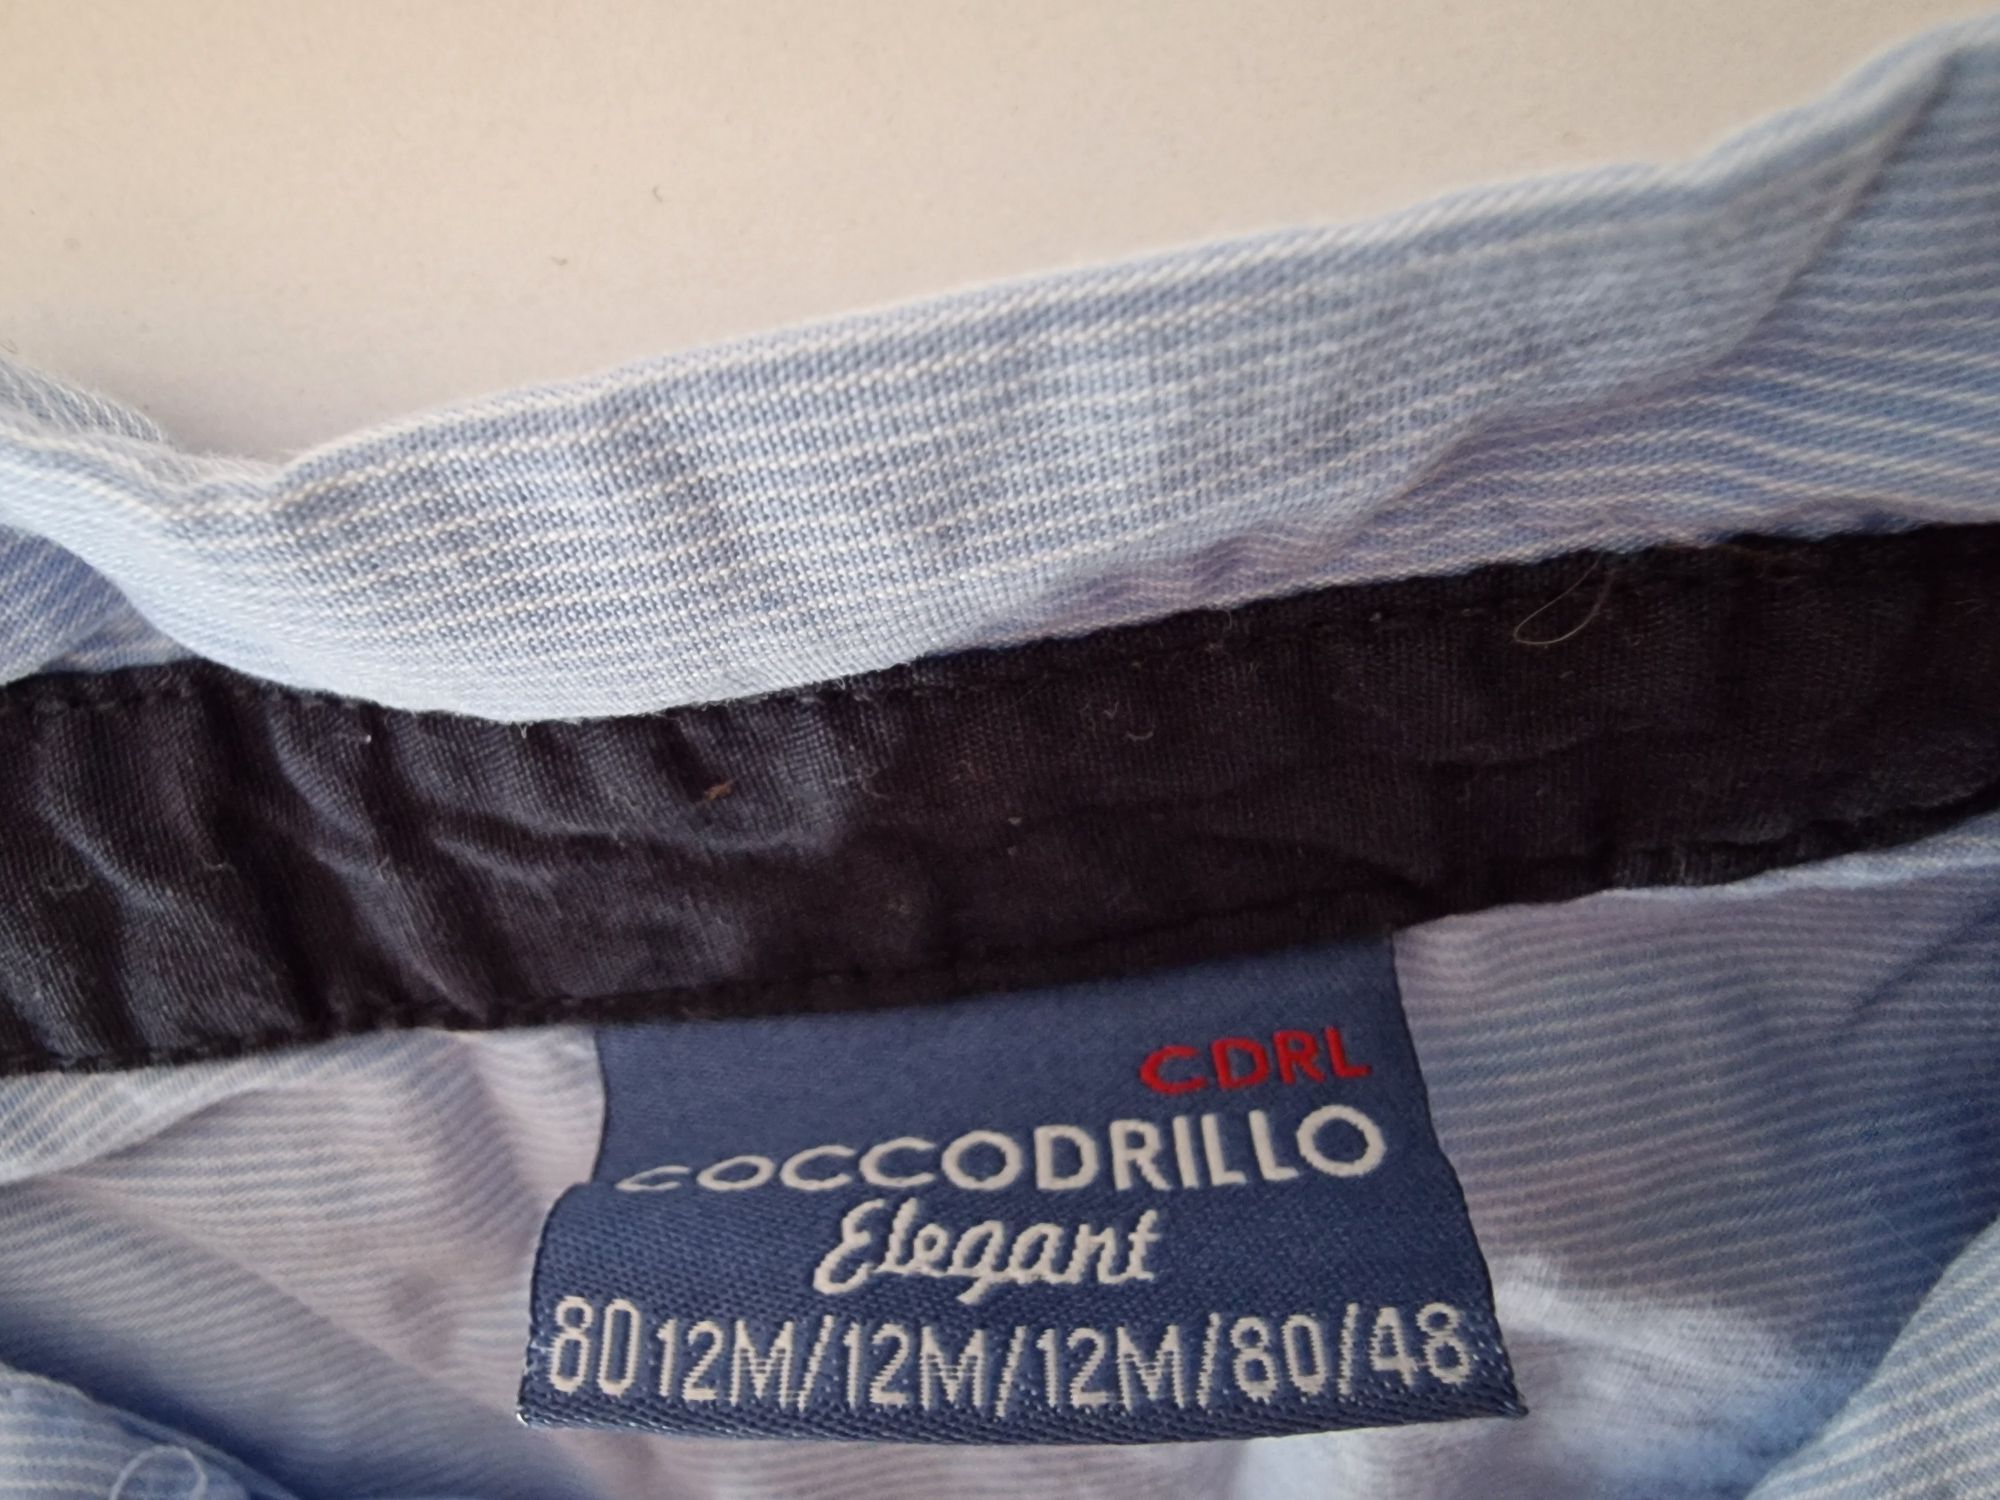 CDRL
COCCODRILLO
Elegant
80 12M/12M/12M/80/48